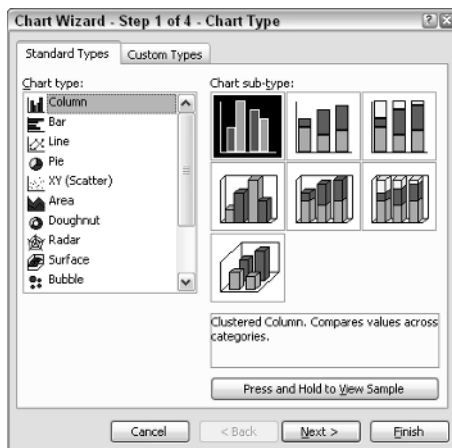 Chart Wizard - Step 1 of 4 - Chart Type
Standard Types
Custom Types
Chart type:
Column
Bar
Line
Pie
XY (Scatter)
Area
Doughnut
Radar
Surface
Bubble
Chart sub-type:
Clustered Column. Compares values across
categories.
Press and Hold to View Sample
Cancel
< Back
Next >
Finish